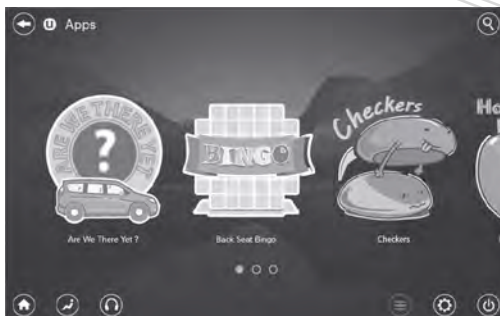 u Apps
ARE WE THERE YET
?
BINGO
Checkers
Are We There Yet ?
Back Seat Bingo
Checkers